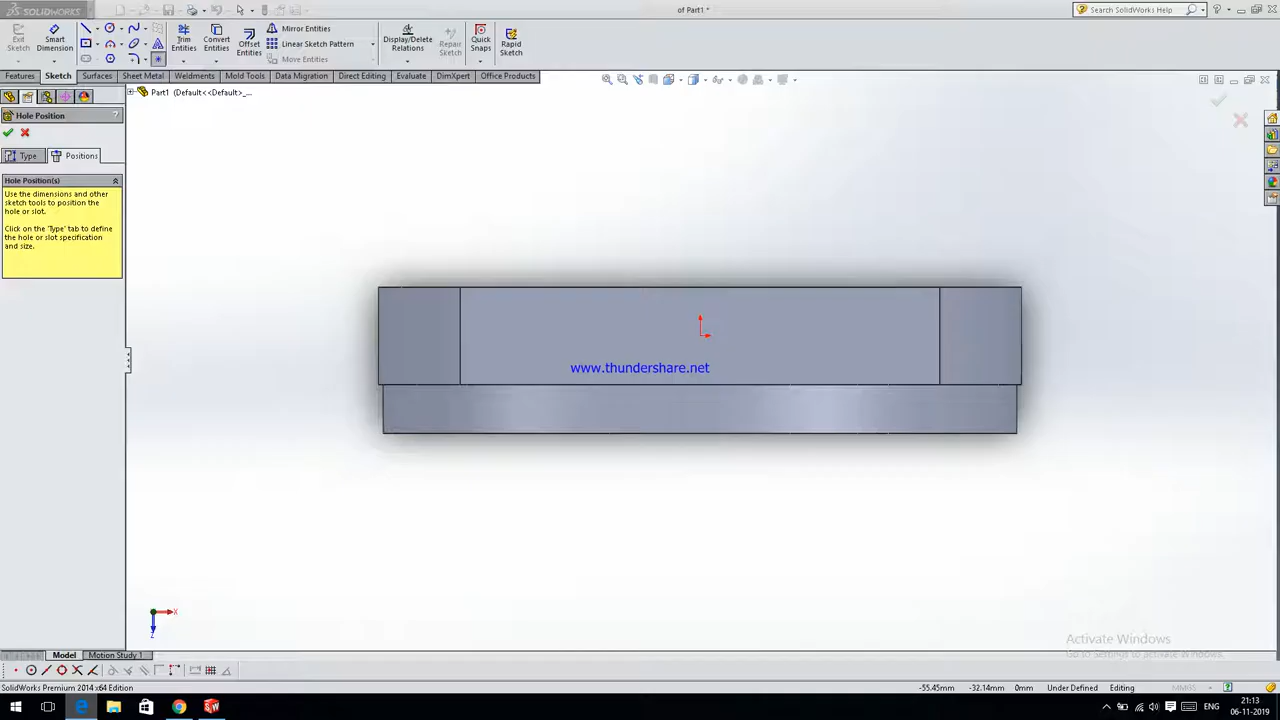 SOLIDWORKS
of Part1 *
Search SolidWorks Help
Exit Sketch
Smart Dimension
Trim Entities
Convert Entities
Offset Entities
Mirror Entities
Linear Sketch Pattern
Move Entities
Display/Delete Relations
Repair Sketch
Quick Snaps
Rapid Sketch
Features
Sketch
Surfaces
Sheet Metal
Weldments
Mold Tools
Data Migration
Direct Editing
Evaluate
DimXpert
Office Products
Part1 (Default<<Default>_...
Hole Position
?
Type
Positions
Hole Position(s)
Use the dimensions and other
sketch tools to position the
hole or slot.
Click on the 'Type' tab to define
the hole or slot specification
and size.
www.thundershare.net
X
Z
Activate Windows
Go to Settings to activate Windows.
Model
Motion Study 1
SolidWorks Premium 2014 x64 Edition
-55.45mm
-32.14mm
0mm
Under Defined
Editing
MMGS
ENG
21:13
06-11-2019